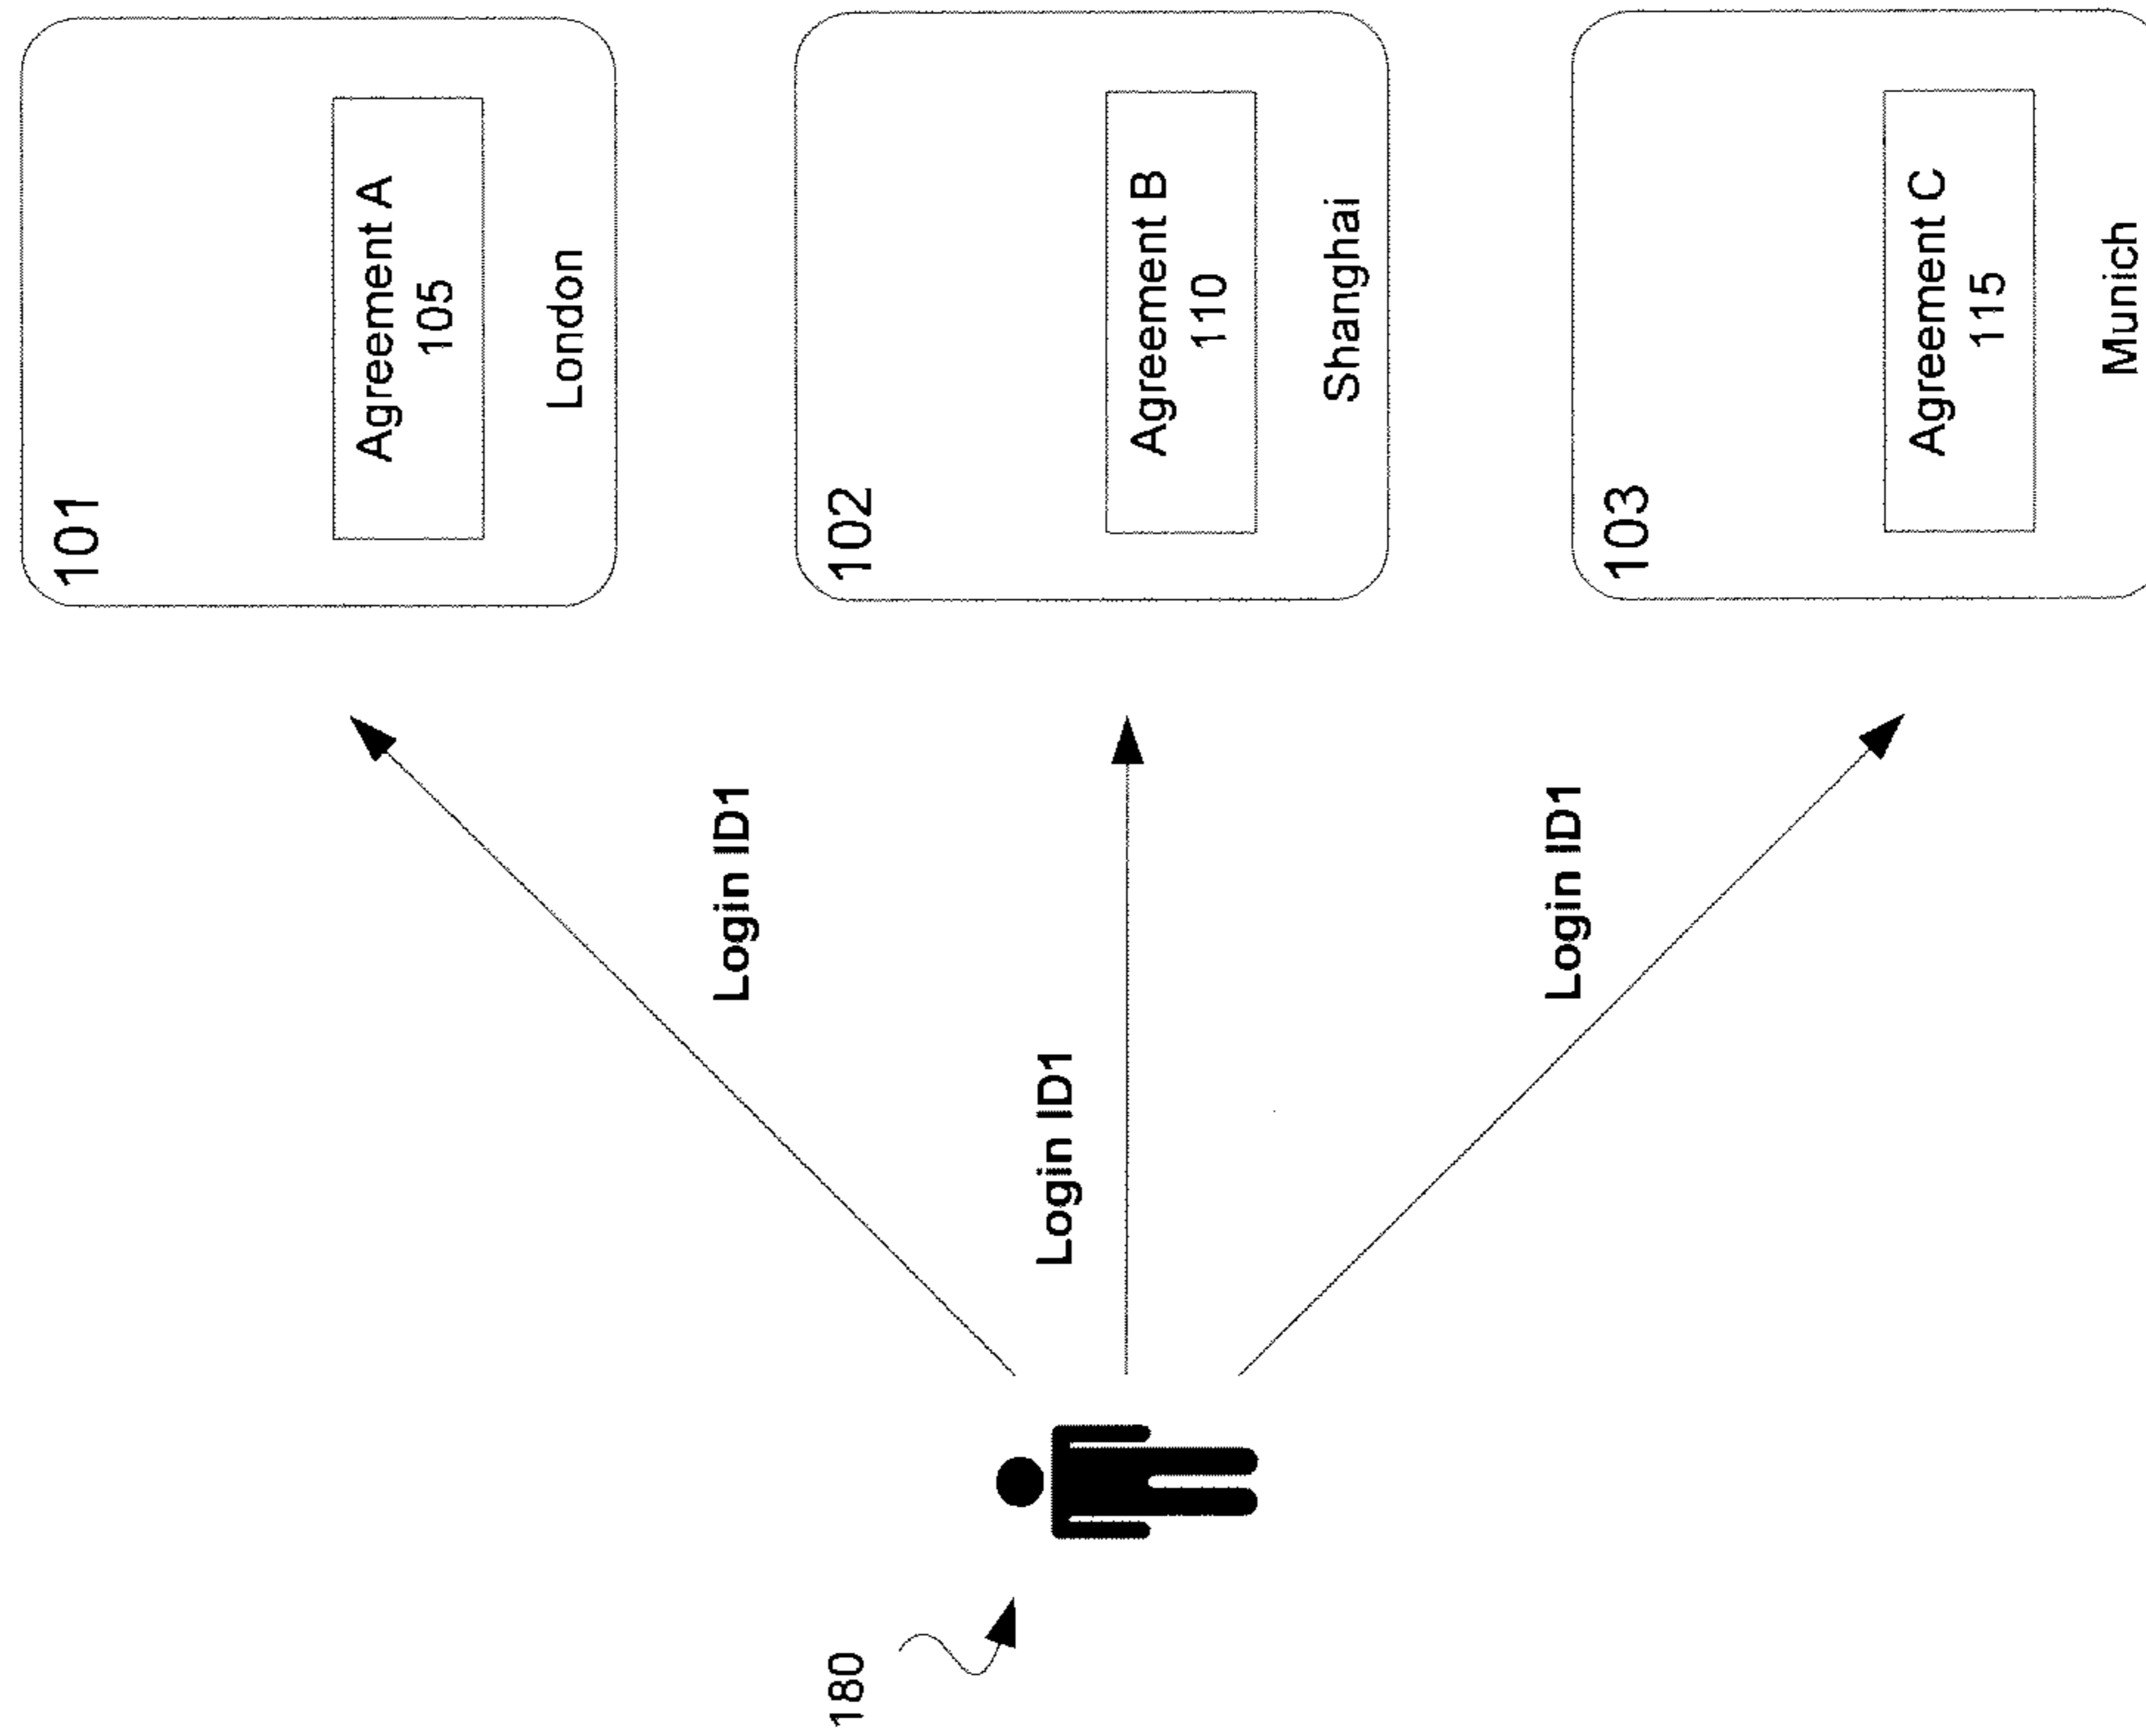 101
Agreement A
105
London
102
Agreement B
110
Shanghai
103
Agreement C
115
Munich
Login ID1
Login ID1
Login ID1
180